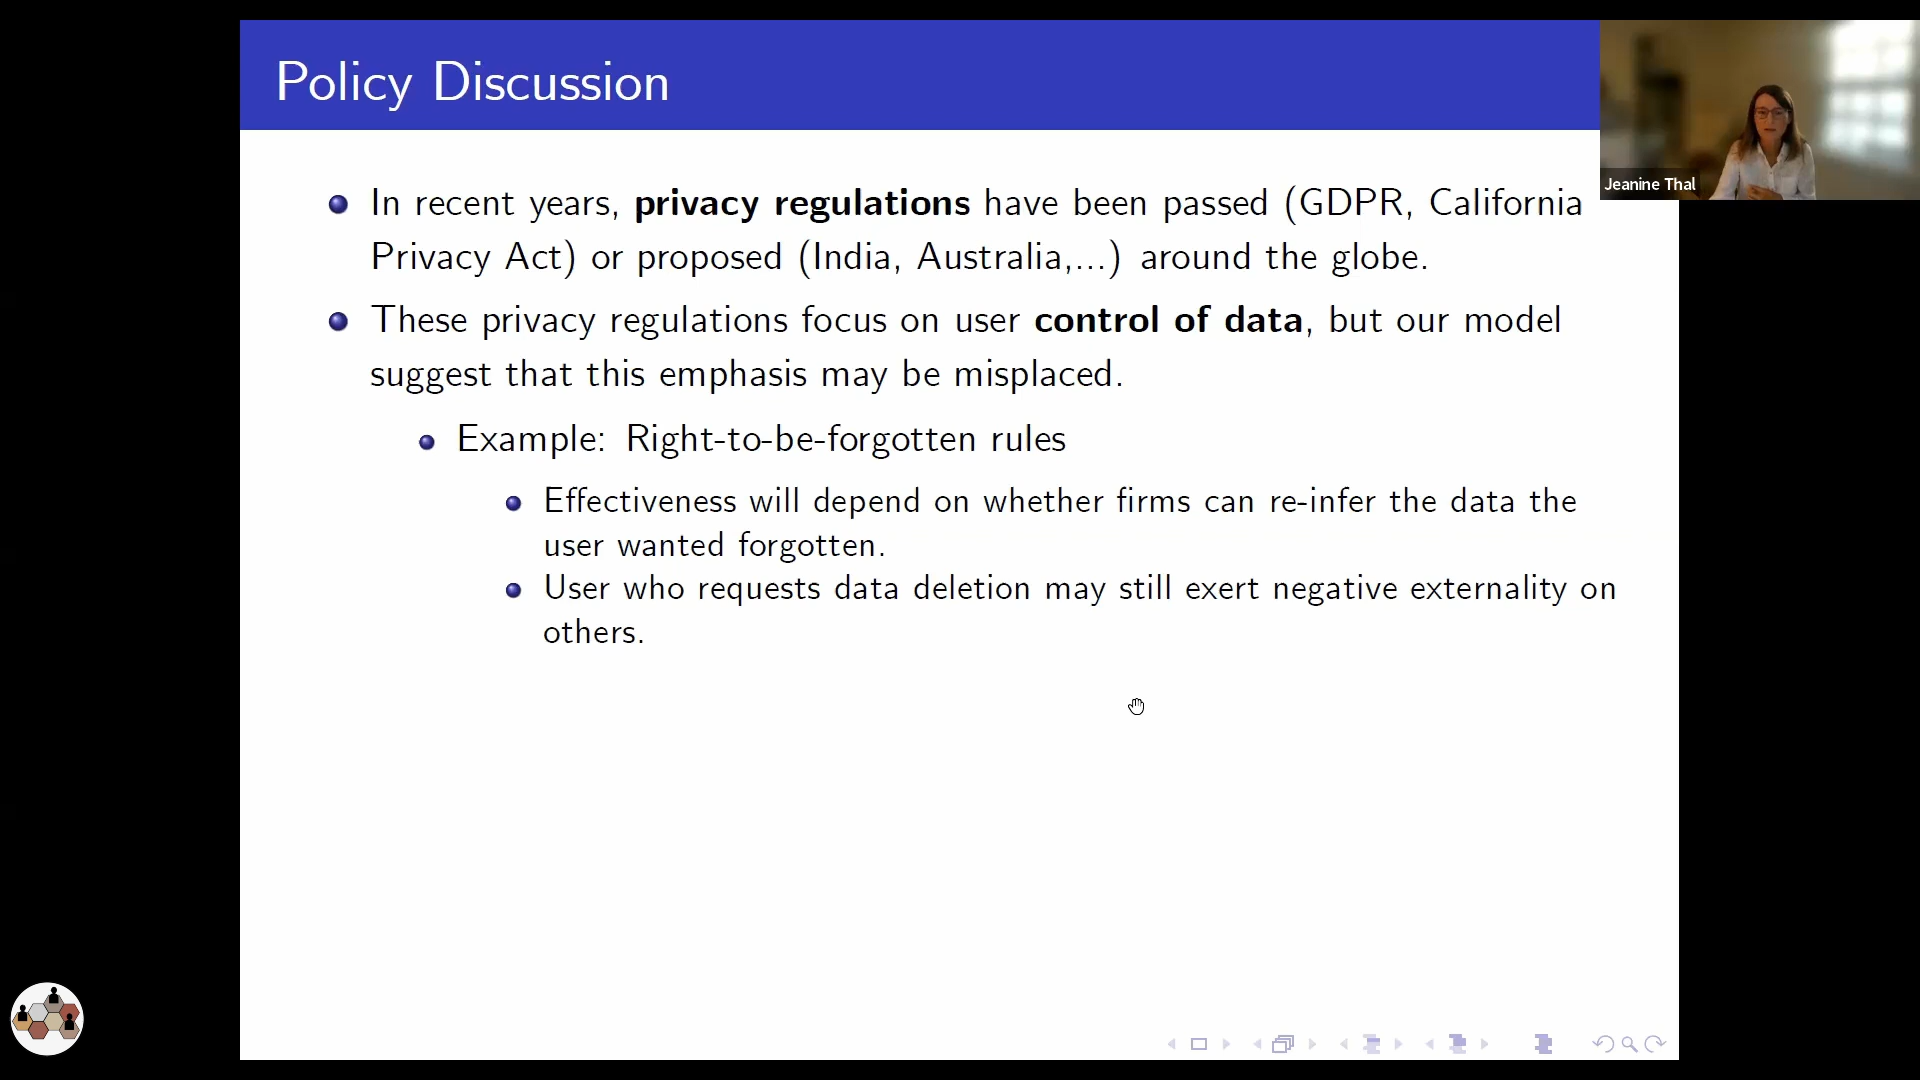 Policy Discussion
Jeanine Thal
In recent years, privacy regulations have been passed (GDPR, California
Privacy Act) or proposed (India, Australia,...) around the globe.
These privacy regulations focus on user control of data, but our model
suggest that this emphasis may be misplaced.
Example: Right-to-be-forgotten rules
Effectiveness will depend on whether firms can re-infer the data the
user wanted forgotten.
User who requests data deletion may still exert negative externality on
others.